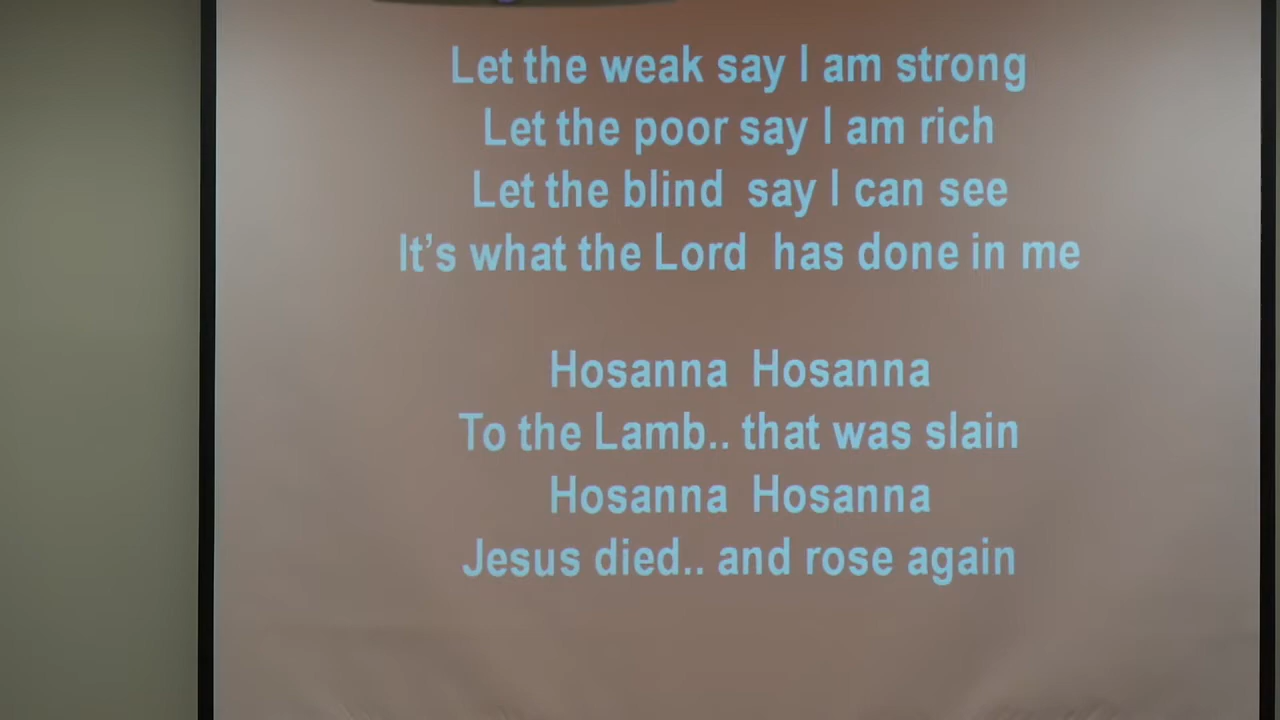 Let the weak say I am strong
Let the poor say I am rich
Let the blind say I can see
It’s what the Lord has done in me
Hosanna Hosanna
To the Lamb.. that was slain
Hosanna Hosanna
Jesus died.. and rose again